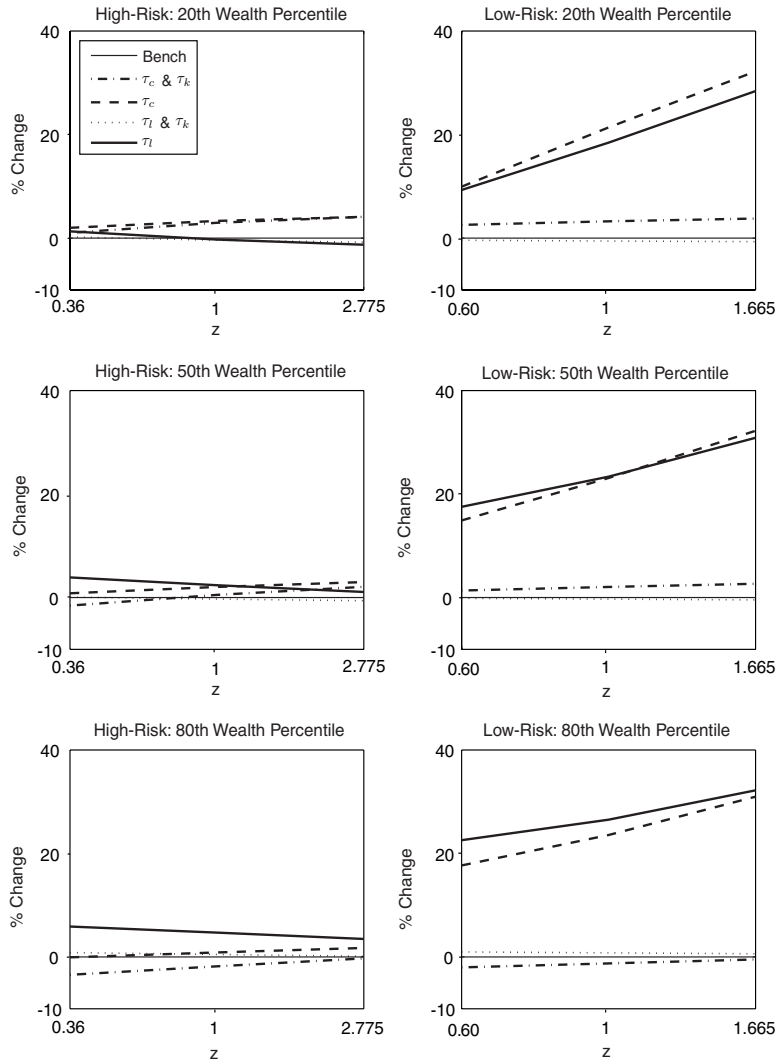 High-Risk: 20th Wealth Percentile
40
20
0
-10
% Change
Bench
τc & τk
τc
τl & τk
τl
0.36
1
2.775
z
Low-Risk: 20th Wealth Percentile
40
20
0
-10
% Change
0.60
1
1.665
z
High-Risk: 50th Wealth Percentile
40
20
0
-10
% Change
0.36
1
2.775
z
Low-Risk: 50th Wealth Percentile
40
20
0
-10
% Change
0.60
1
1.665
z
High-Risk: 80th Wealth Percentile
40
20
0
-10
% Change
0.36
1
2.775
z
Low-Risk: 80th Wealth Percentile
40
20
0
-10
% Change
0.60
1
1.665
z